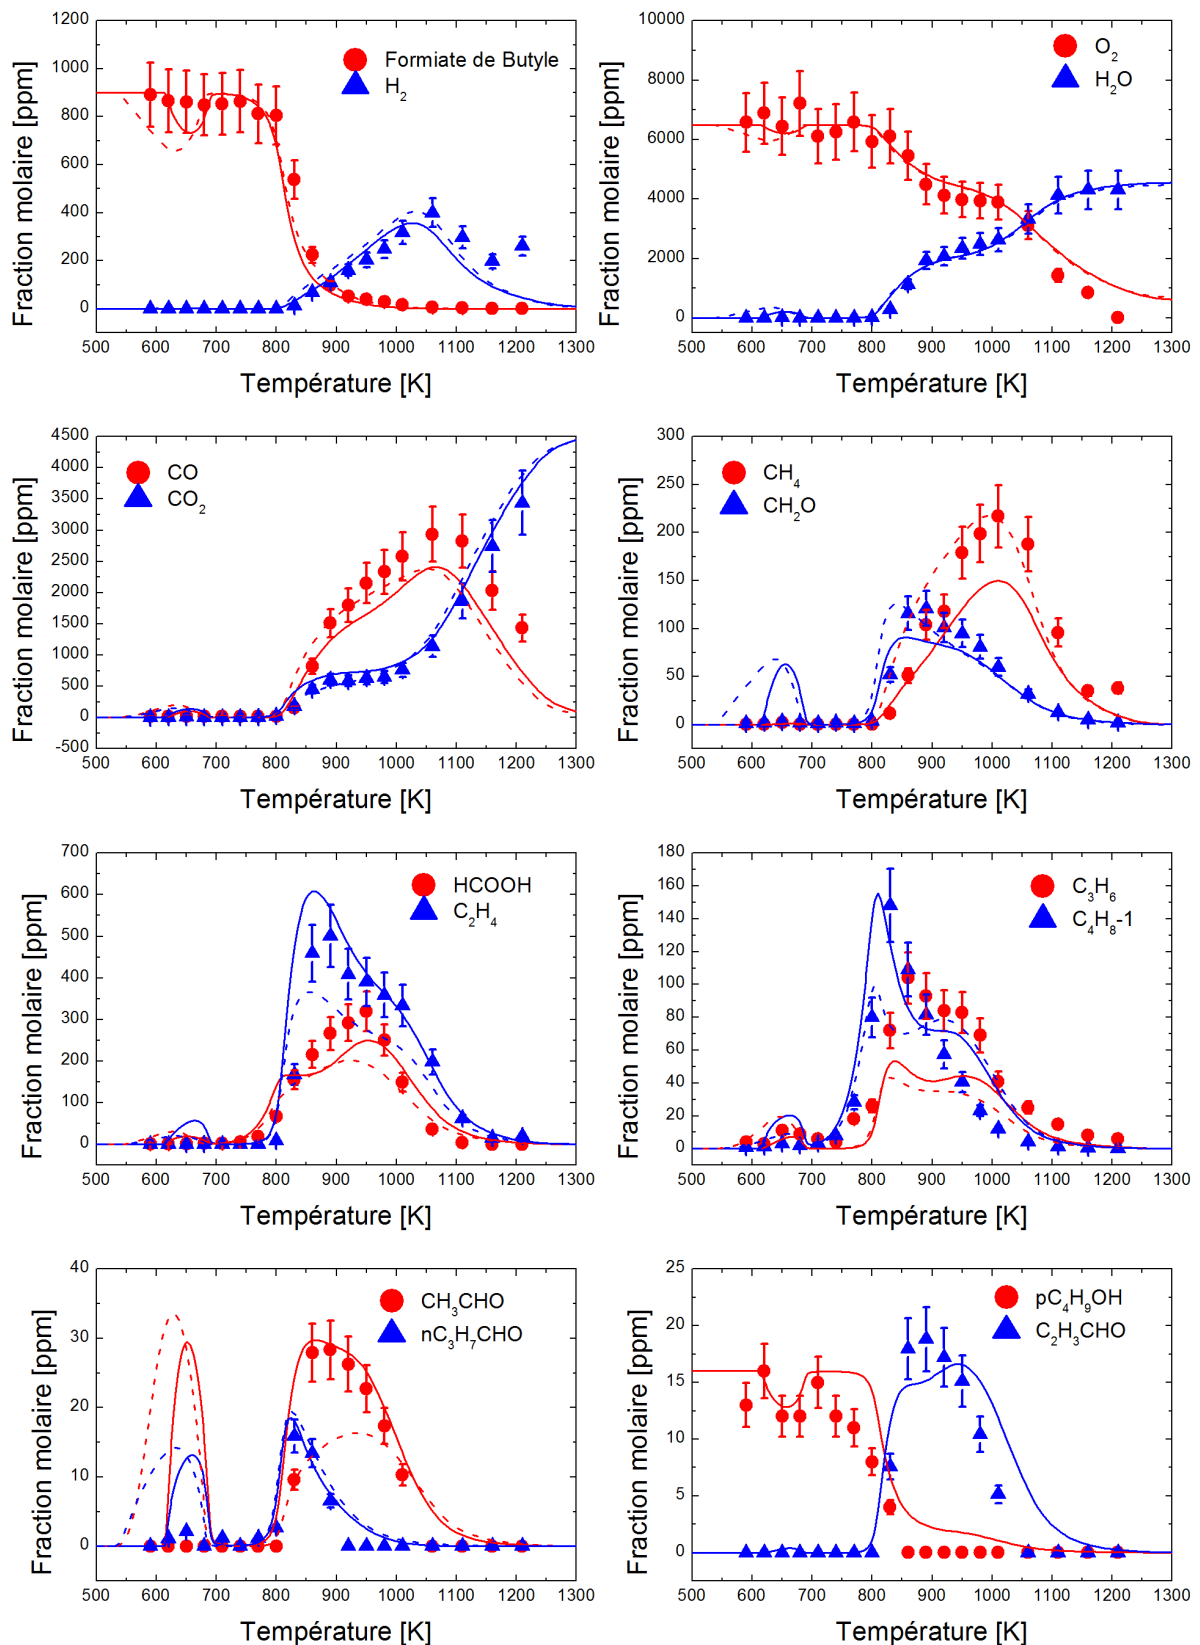 Fraction molaire [ppm]
1200
1000
800
600
400
200
0
Formiate de Butyle
H2
500 600 700 800 900 1000 1100 1200 1300
Température [K]
Fraction molaire [ppm]
10000
8000
6000
4000
2000
0
O2
H2O
500 600 700 800 900 1000 1100 1200 1300
Température [K]
Fraction molaire [ppm]
4500
4000
3500
3000
2500
2000
1500
1000
500
0
-500
CO
CO2
500 600 700 800 900 1000 1100 1200 1300
Température [K]
Fraction molaire [ppm]
300
250
200
150
100
50
0
CH4
CH2O
500 600 700 800 900 1000 1100 1200 1300
Température [K]
Fraction molaire [ppm]
700
600
500
400
300
200
100
0
HCOOH
C2H4
500 600 700 800 900 1000 1100 1200 1300
Température [K]
Fraction molaire [ppm]
180
160
140
120
100
80
60
40
20
0
C3H6
C4H8-1
500 600 700 800 900 1000 1100 1200 1300
Température [K]
Fraction molaire [ppm]
40
30
20
10
0
CH3CHO
nC3H7CHO
500 600 700 800 900 1000 1100 1200 1300
Température [K]
Fraction molaire [ppm]
25
20
15
10
5
0
pC4H9OH
C2H3CHO
500 600 700 800 900 1000 1100 1200 1300
Température [K]